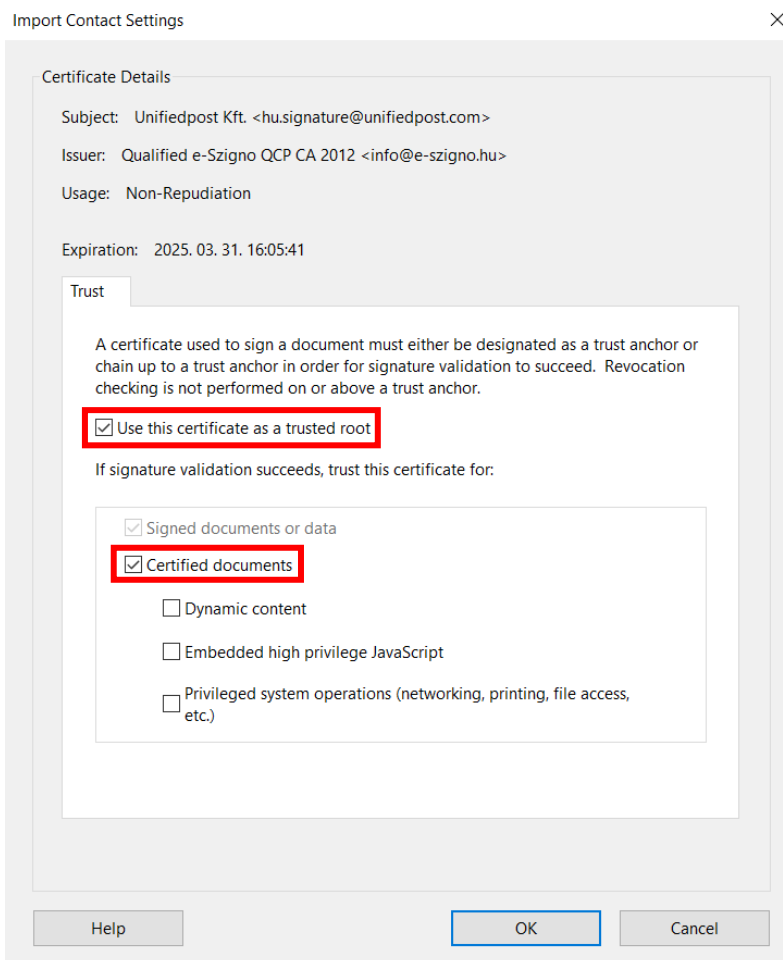 Import Contact Settings
Certificate Details
Subject: Unifiedpost Kft. <hu.signature@unifiedpost.com>
Issuer: Qualified e-Szigno QCP CA 2012 <info@e-szigno.hu>
Usage: Non-Repudiation
Expiration: 2025. 03. 31. 16:05:41
Trust
A certificate used to sign a document must either be designated as a trust anchor or
chain up to a trust anchor in order for signature validation to succeed. Revocation
checking is not performed on or above a trust anchor.
Use this certificate as a trusted root
If signature validation succeeds, trust this certificate for:
Signed documents or data
Certified documents
Dynamic content
Embedded high privilege JavaScript
Privileged system operations (networking, printing, file access,
etc.)
Help
OK
Cancel